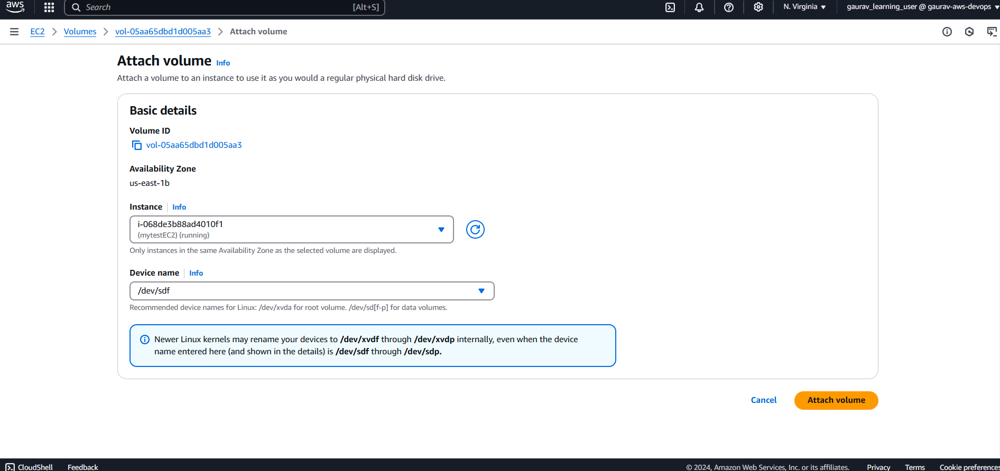 aws
Search [Alt+S]
N. Virginia
gaurav_learning_user @ gaurav-aws-devops
EC2 Volumes vol-05aa65dbd1d005aa3 Attach volume
Attach volume Info
Attach a volume to an instance to use it as you would a regular physical hard disk drive.
Basic details
Volume ID
vol-05aa65dbd1d005aa3
Availability Zone
us-east-1b
Instance Info
i-068de3b88ad4010f1
(mytestEC2) (running)
Only instances in the same Availability Zone as the selected volume are displayed.
Device name Info
/dev/sdf
Recommended device names for Linux: /dev/xvda for root volume. /dev/sd[f-p] for data volumes.
Newer Linux kernels may rename your devices to /dev/xvdf through /dev/xvdp internally, even when the device
name entered here (and shown in the details) is /dev/sdf through /dev/sdp.
Cancel Attach volume
CloudShell Feedback © 2024, Amazon Web Services, Inc. or its affiliates. Privacy Terms Cookie preferences